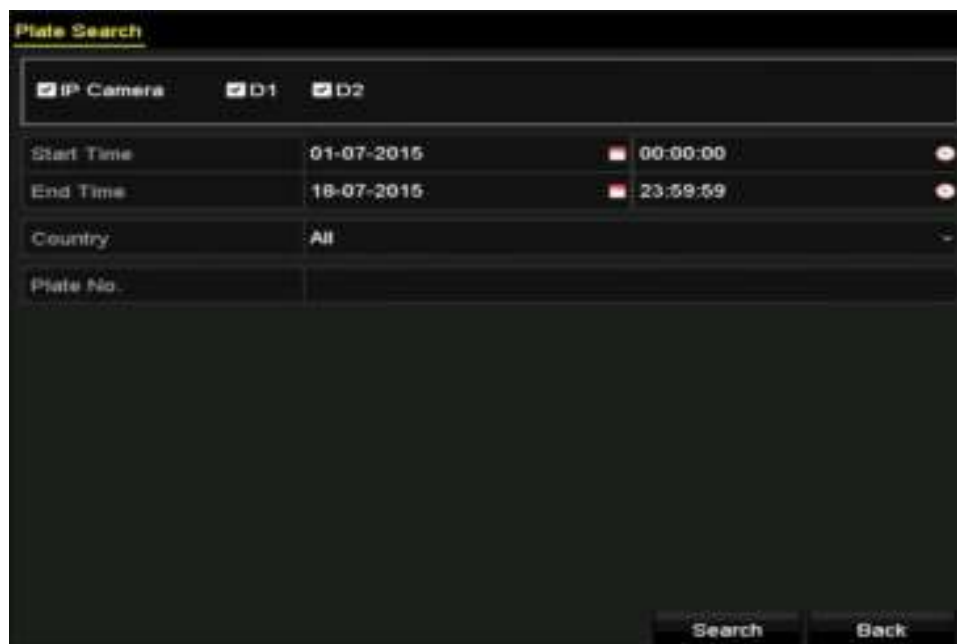 Plate Search
IP Camera D1 D2
Start Time 01-07-2015 00:00:00
End Time 18-07-2015 23:59:59
Country All
Plate No.
Search Back